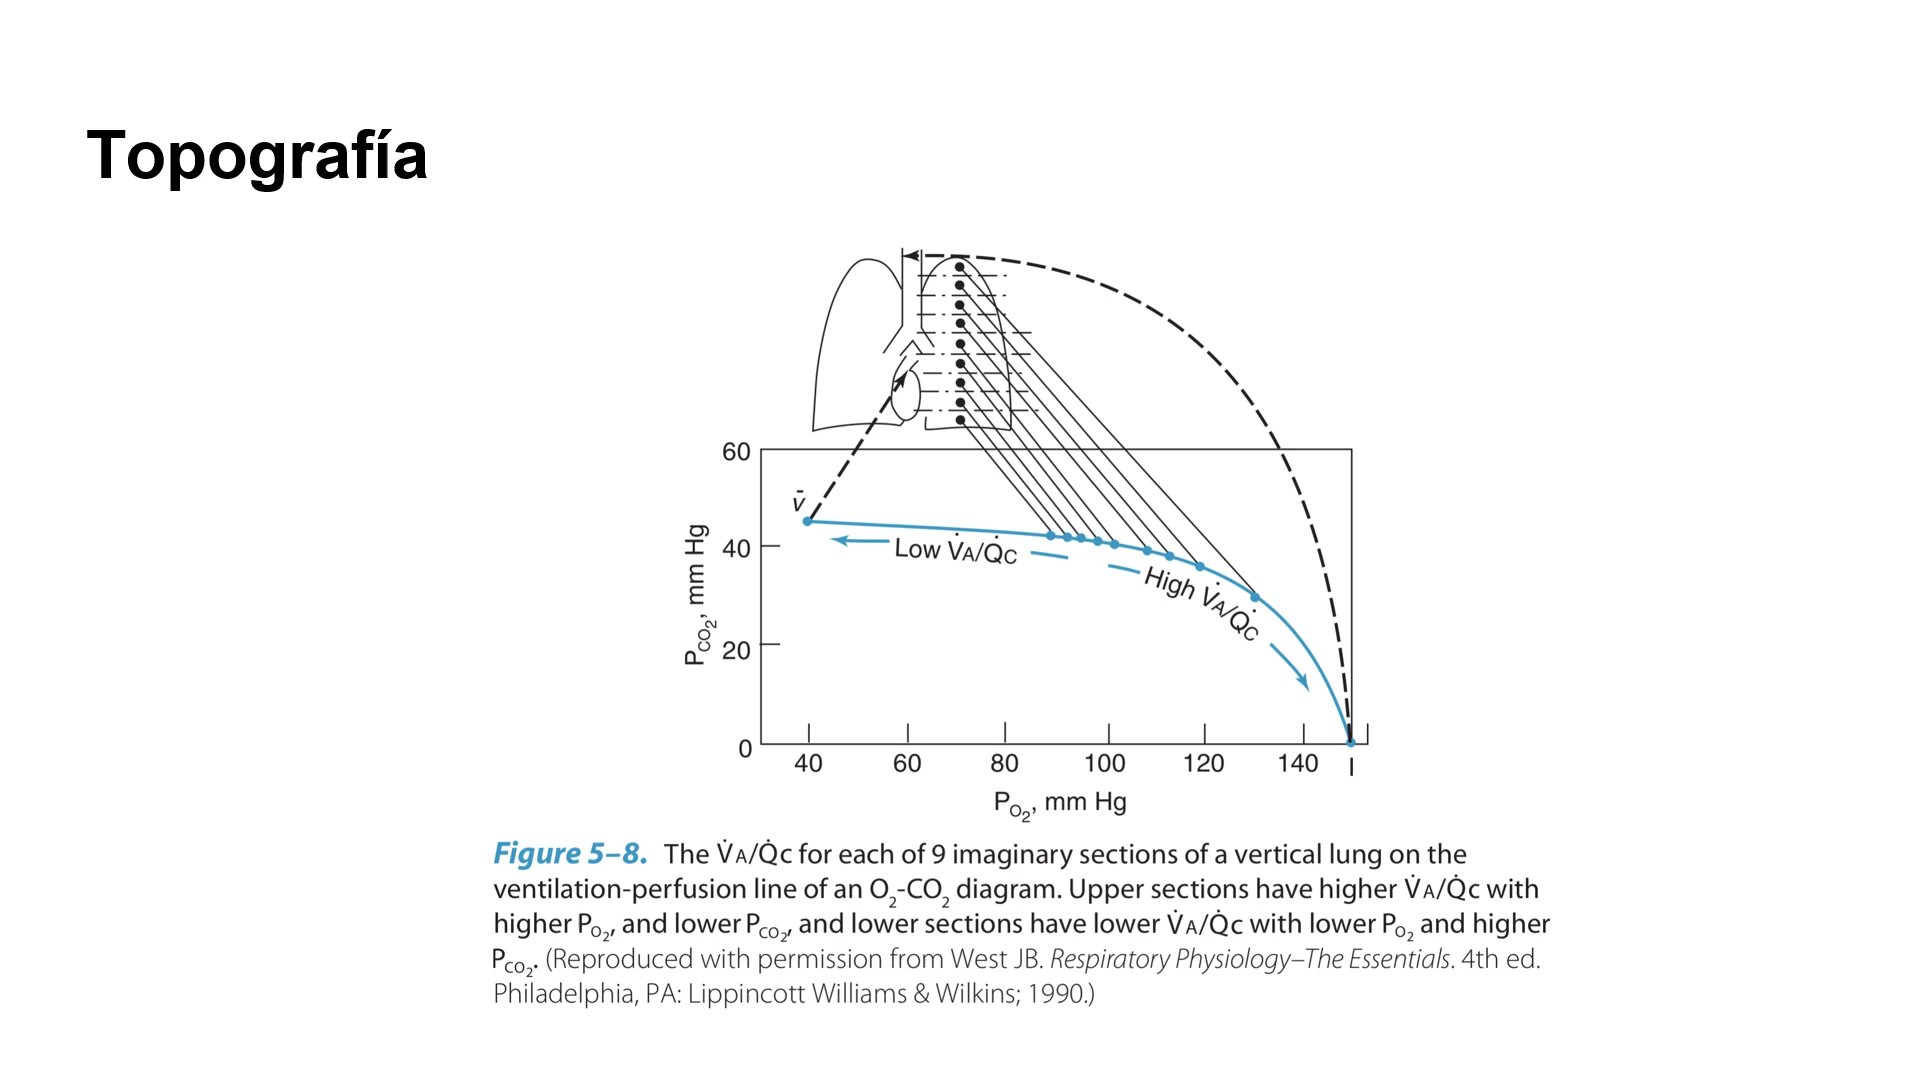 Topografía
60
v̄
40
Low V̇A/Q̇C
High V̇A/Q̇C
PCO2, mm Hg
20
0
40 60 80 100 120 140 I
PO2, mm Hg
Figure 5–8. The V̇A/Q̇c for each of 9 imaginary sections of a vertical lung on the
ventilation-perfusion line of an O2-CO2 diagram. Upper sections have higher V̇A/Q̇c with
higher PO2, and lower PCO2, and lower sections have lower V̇A/Q̇c with lower PO2 and higher
PCO2. (Reproduced with permission from West JB. Respiratory Physiology–The Essentials. 4th ed.
Philadelphia, PA: Lippincott Williams & Wilkins; 1990.)